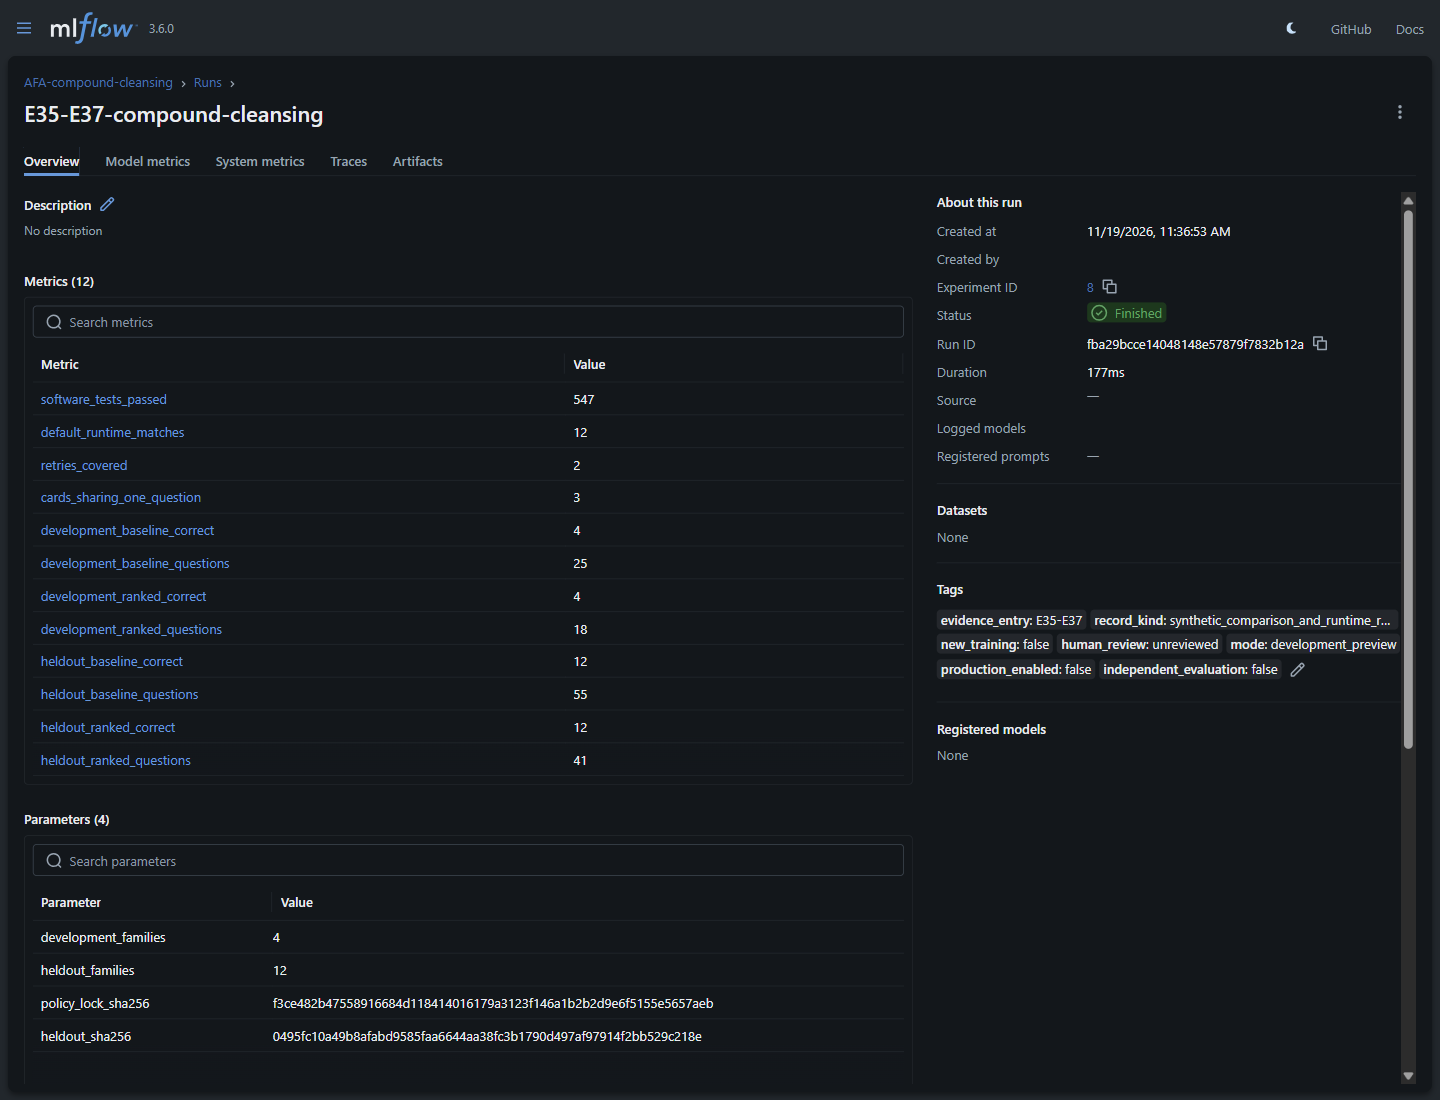 mlflow 3.6.0
GitHub Docs
AFA-compound-cleansing › Runs ›
E35-E37-compound-cleansing
Overview Model metrics System metrics Traces Artifacts
Description
No description
Metrics (12)
Search metrics
Metric Value
software_tests_passed 547
default_runtime_matches 12
retries_covered 2
cards_sharing_one_question 3
development_baseline_correct 4
development_baseline_questions 25
development_ranked_correct 4
development_ranked_questions 18
heldout_baseline_correct 12
heldout_baseline_questions 55
heldout_ranked_correct 12
heldout_ranked_questions 41
Parameters (4)
Search parameters
Parameter Value
development_families 4
heldout_families 12
policy_lock_sha256 f3ce482b47558916684d118414016179a3123f146a1b2b2d9e6f5155e5657aeb
heldout_sha256 0495fc10a49b8afabd9585faa6644aa38fc3b1790d497af97914f2bb529c218e
About this run
Created at 11/19/2026, 11:36:53 AM
Created by
Experiment ID 8
Status Finished
Run ID fba29bcce14048148e57879f7832b12a
Duration 177ms
Source —
Logged models
Registered prompts —
Datasets
None
Tags
evidence_entry: E35-E37 record_kind: synthetic_comparison_and_runtime_r...
new_training: false human_review: unreviewed mode: development_preview
production_enabled: false independent_evaluation: false
Registered models
None